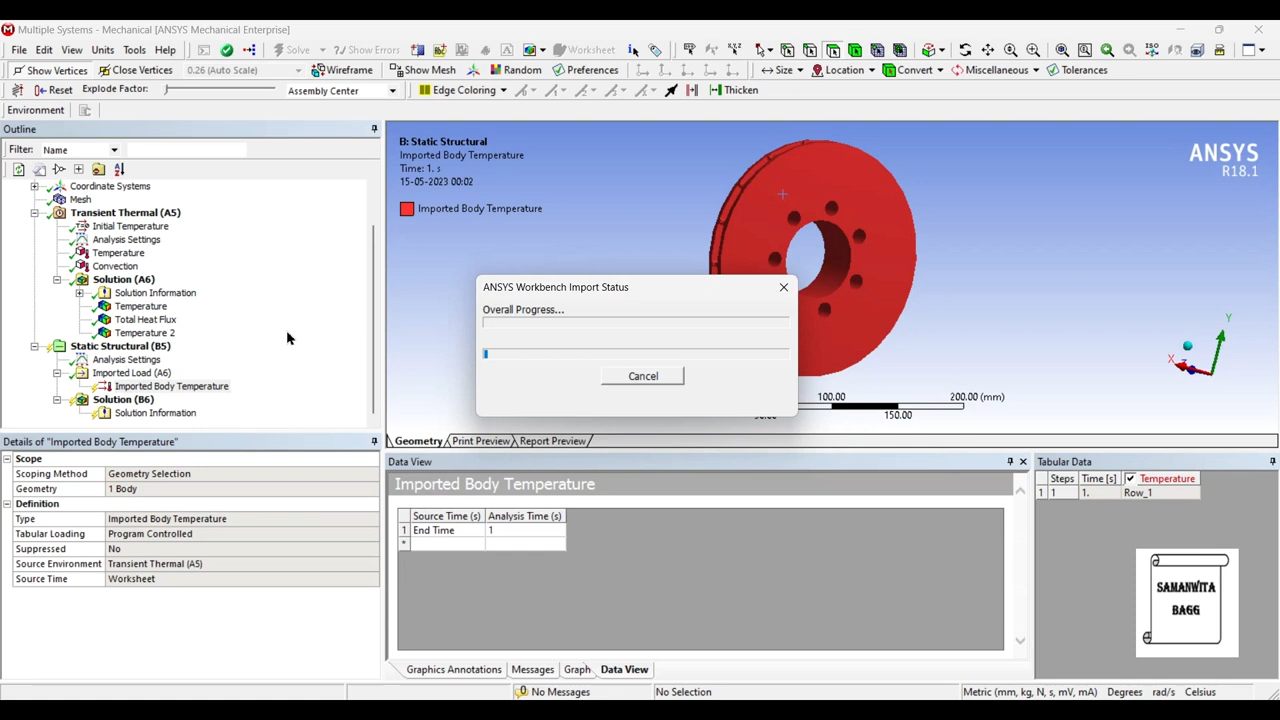 Multiple Systems - Mechanical [ANSYS Mechanical Enterprise]
File Edit View Units Tools Help Solve ?/ Show Errors Worksheet
Show Vertices Close Vertices 0.26 (Auto Scale) Wireframe Show Mesh Random Preferences Size Location Convert Miscellaneous Tolerances
Reset Explode Factor: Assembly Center Edge Coloring Thicken
Environment
Outline
Filter: Name
Coordinate Systems
Mesh
Transient Thermal (A5)
Initial Temperature
Analysis Settings
Temperature
Convection
Solution (A6)
Solution Information
Temperature
Total Heat Flux
Temperature 2
Static Structural (B5)
Analysis Settings
Imported Load (A6)
Imported Body Temperature
Solution (B6)
Solution Information
Details of "Imported Body Temperature"
Scope
Scoping Method Geometry Selection
Geometry 1 Body
Definition
Type Imported Body Temperature
Tabular Loading Program Controlled
Suppressed No
Source Environment Transient Thermal (A5)
Source Time Worksheet
B: Static Structural
Imported Body Temperature
Time: 1. s
15-05-2023 00:02
Imported Body Temperature
ANSYS
R18.1
ANSYS Workbench Import Status
Overall Progress...
Cancel
Y
X
Z
100.00 200.00 (mm)
150.00
Geometry Print Preview Report Preview
Data View
Imported Body Temperature
Source Time (s) Analysis Time (s)
1 End Time 1
*
Graphics Annotations Messages Graph Data View
Tabular Data
Steps Time [s] Temperature
1 1 1. Row_1
SAMANWITA
BAGG
0 No Messages No Selection Metric (mm, kg, N, s, mV, mA) Degrees rad/s Celsius